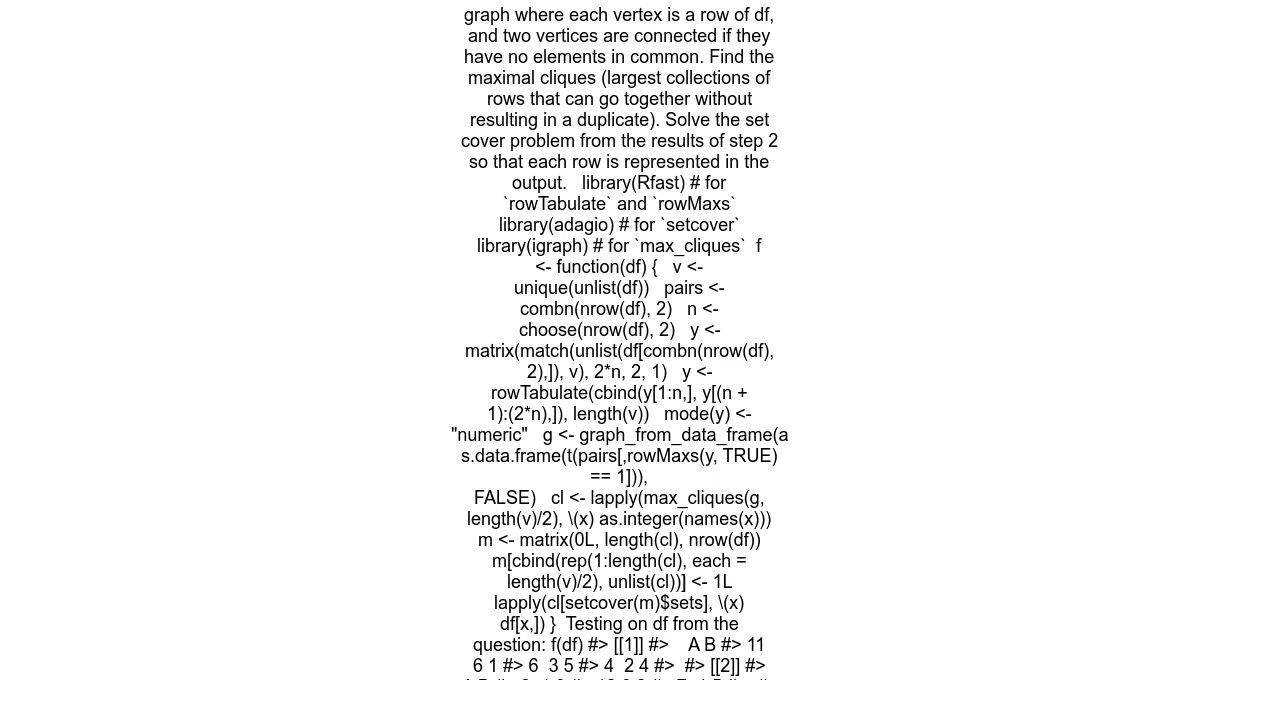 graph where each vertex is a row of df,
and two vertices are connected if they
have no elements in common. Find the
maximal cliques (largest collections of
rows that can go together without
resulting in a duplicate). Solve the set
cover problem from the results of step 2
so that each row is represented in the
output.   library(Rfast) # for
`rowTabulate` and `rowMaxs`
library(adagio) # for `setcover`
library(igraph) # for `max_cliques`  f
<- function(df) {   v <-
unique(unlist(df))   pairs <-
combn(nrow(df), 2)   n <-
choose(nrow(df), 2)   y <-
matrix(match(unlist(df[combn(nrow(df),
2),]), v), 2*n, 2, 1)   y <-
rowTabulate(cbind(y[1:n,], y[(n +
1):(2*n),]), length(v))   mode(y) <-
"numeric"   g <- graph_from_data_frame(a
s.data.frame(t(pairs[,rowMaxs(y, TRUE)
== 1])),
FALSE)   cl <- lapply(max_cliques(g,
length(v)/2), \(x) as.integer(names(x)))
m <- matrix(0L, length(cl), nrow(df))
m[cbind(rep(1:length(cl), each =
length(v)/2), unlist(cl))] <- 1L
lapply(cl[setcover(m)$sets], \(x)
df[x,]) }  Testing on df from the
question: f(df) #> [[1]] #>    A B #> 11
6 1 #> 6  3 5 #> 4  2 4 #>  #> [[2]] #>